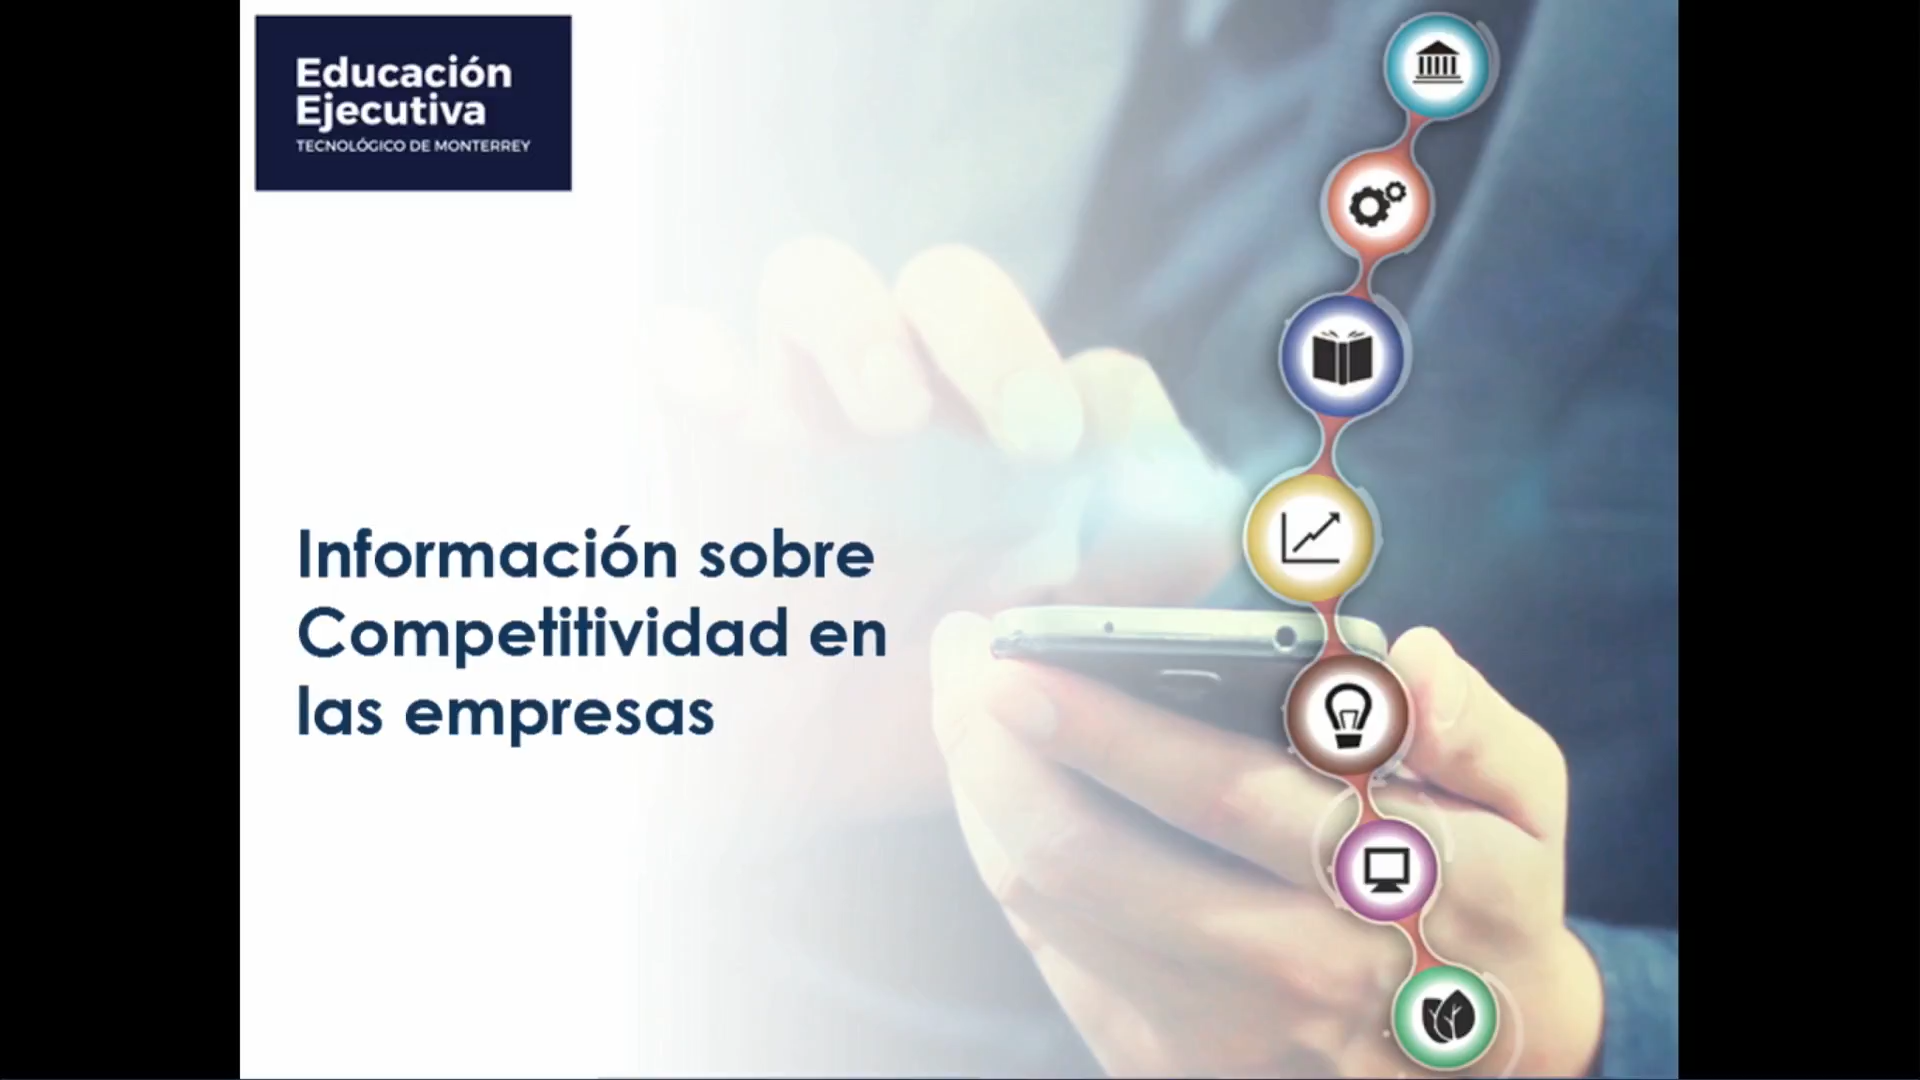 Educación
Ejecutiva
TECNOLÓGICO DE MONTERREY
Información sobre
Competitividad en
las empresas